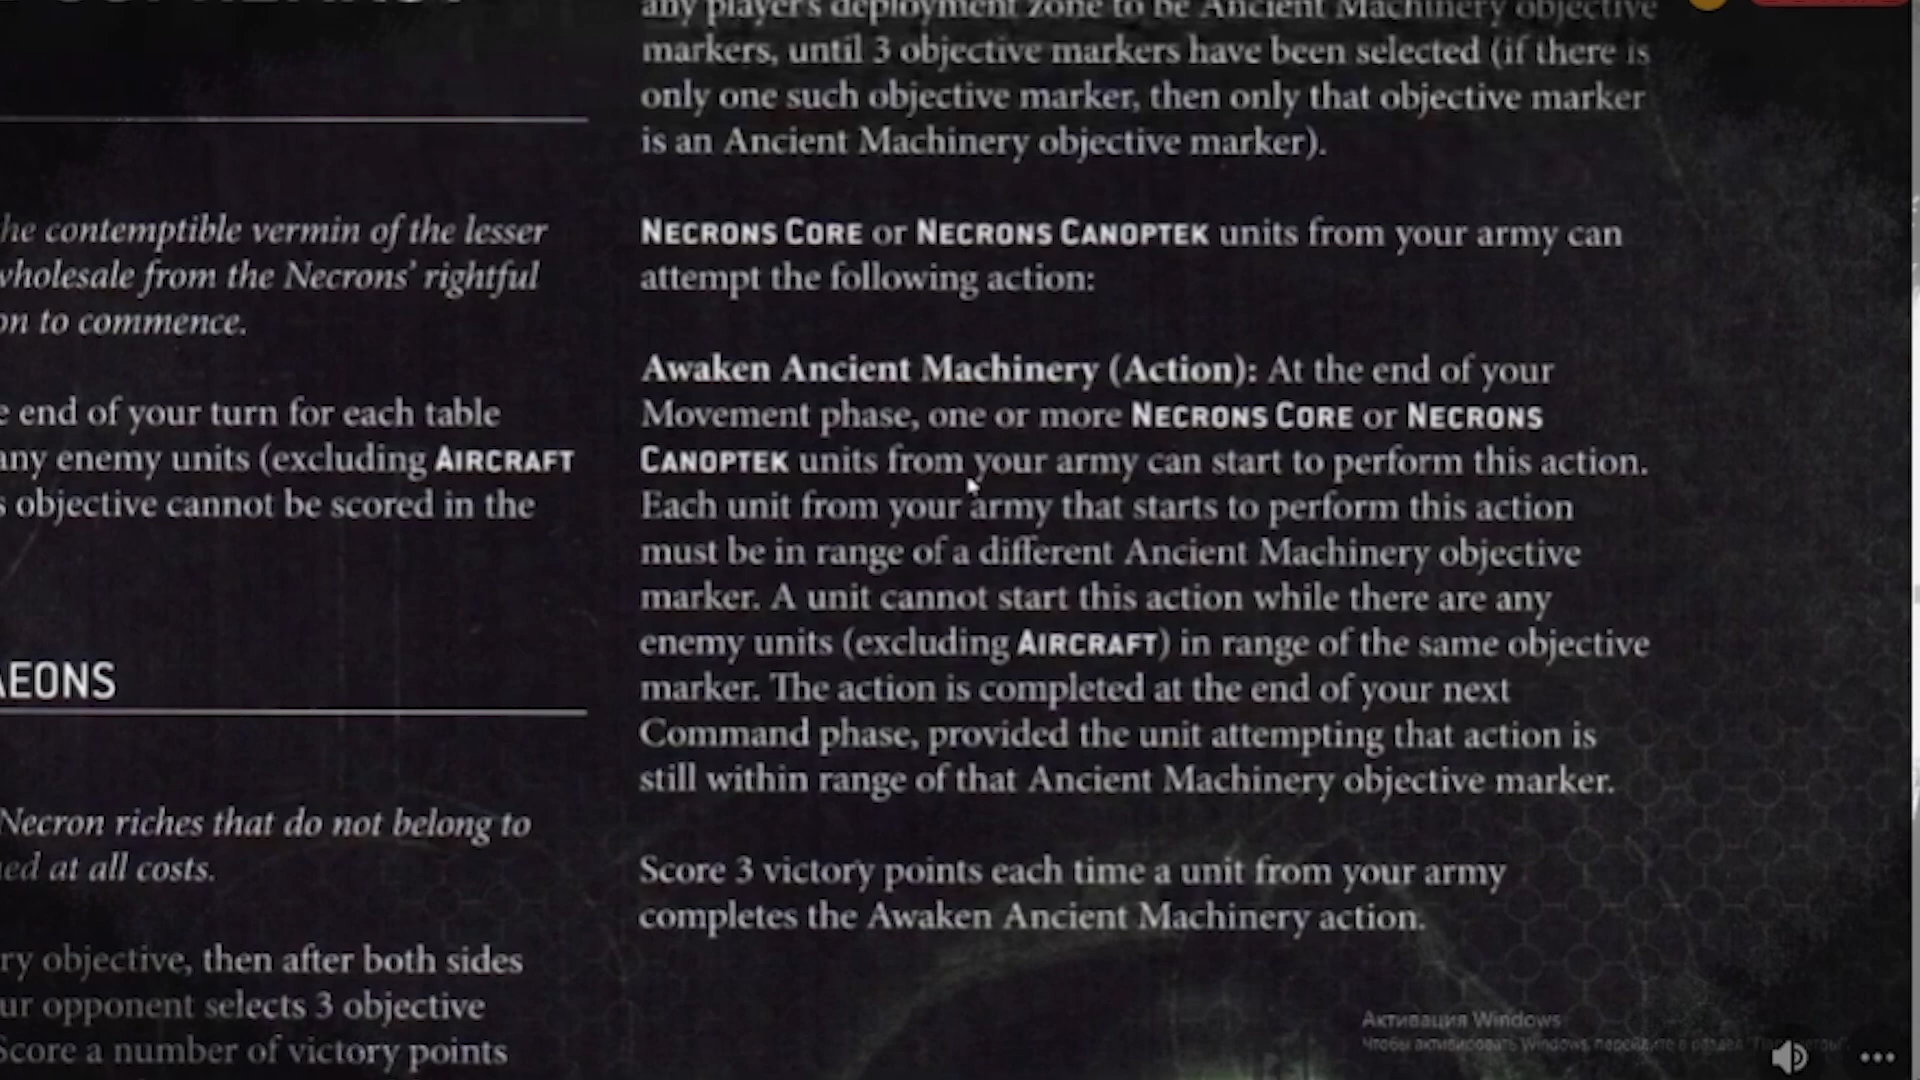 he contemptible vermin of the lesser
wholesale from the Necrons' rightful
on to commence.
e end of your turn for each table
any enemy units (excluding AIRCRAFT
s objective cannot be scored in the
AEONS
Necron riches that do not belong to
ed at all costs.
ry objective, then after both sides
ur opponent selects 3 objective
Score a number of victory points
any player's deployment zone to be Ancient Machinery objective
markers, until 3 objective markers have been selected (if there is
only one such objective marker, then only that objective marker
is an Ancient Machinery objective marker).
NECRONS CORE or NECRONS CANOPTEK units from your army can
attempt the following action:
Awaken Ancient Machinery (Action): At the end of your
Movement phase, one or more NECRONS CORE or NECRONS
CANOPTEK units from your army can start to perform this action.
Each unit from your army that starts to perform this action
must be in range of a different Ancient Machinery objective
marker. A unit cannot start this action while there are any
enemy units (excluding AIRCRAFT) in range of the same objective
marker. The action is completed at the end of your next
Command phase, provided the unit attempting that action is
still within range of that Ancient Machinery objective marker.
Score 3 victory points each time a unit from your army
completes the Awaken Ancient Machinery action.
Активация Windows
Чтобы активировать Windows, перейдите в раздел